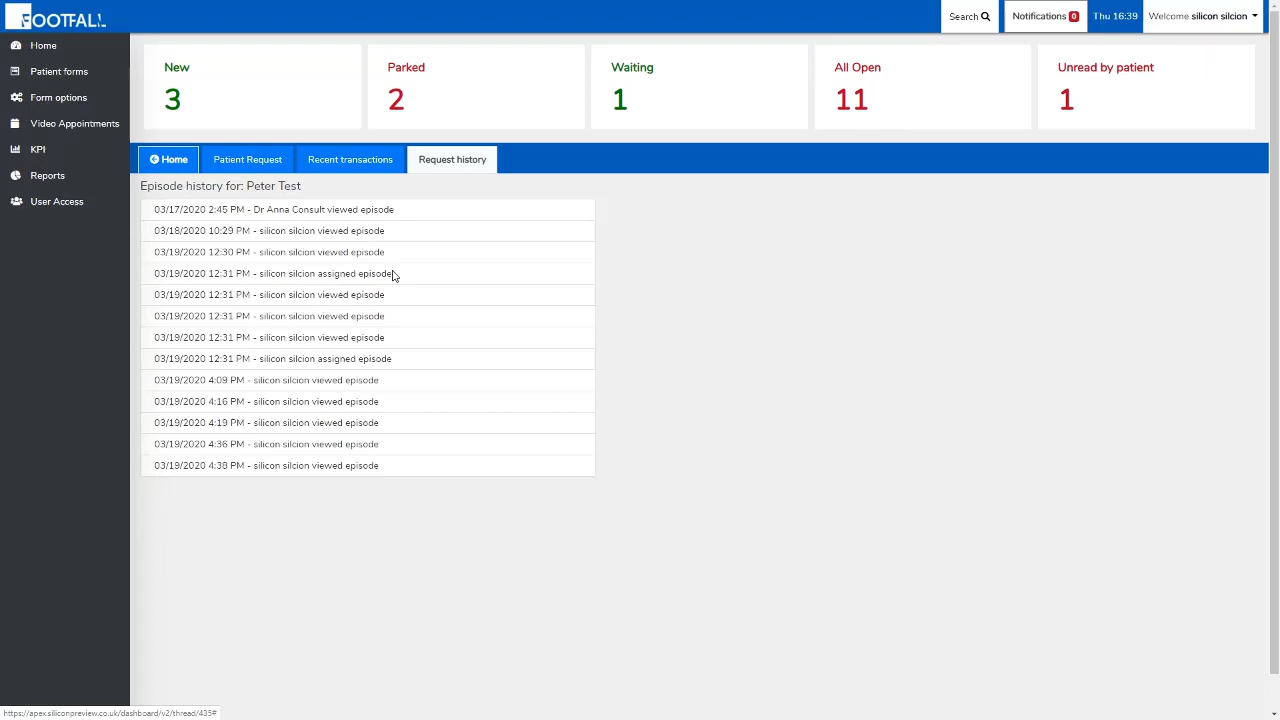 FOOTFALL
Search
Notifications 0
Thu 16:39
Welcome silicon silcion
Home
Patient forms
Form options
Video Appointments
KPI
Reports
User Access
New
3
Parked
2
Waiting
1
All Open
11
Unread by patient
1
Home
Patient Request
Recent transactions
Request history
Episode history for: Peter Test
03/17/2020 2:45 PM - Dr Anna Consult viewed episode
03/18/2020 10:29 PM - silicon silcion viewed episode
03/19/2020 12:30 PM - silicon silcion viewed episode
03/19/2020 12:31 PM - silicon silcion assigned episode
03/19/2020 12:31 PM - silicon silcion viewed episode
03/19/2020 12:31 PM - silicon silcion viewed episode
03/19/2020 12:31 PM - silicon silcion viewed episode
03/19/2020 12:31 PM - silicon silcion assigned episode
03/19/2020 4:09 PM - silicon silcion viewed episode
03/19/2020 4:16 PM - silicon silcion viewed episode
03/19/2020 4:19 PM - silicon silcion viewed episode
03/19/2020 4:36 PM - silicon silcion viewed episode
03/19/2020 4:38 PM - silicon silcion viewed episode
https://apex.siliconpreview.co.uk/dashboard/v2/thread/435#